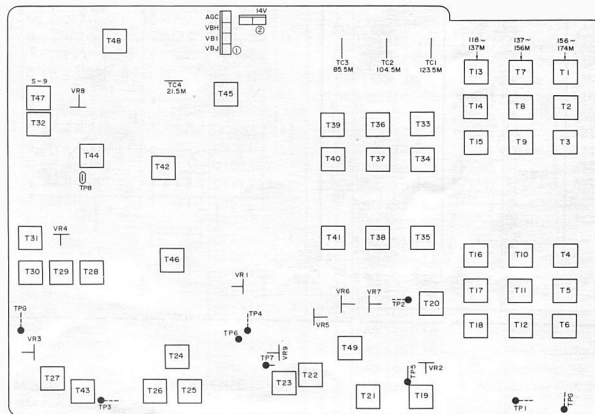 AGC
VBH
VB1
VBJ
①
14V
②
T48
TC3
85.5M
TC2
104.5M
TC1
123.5M
118~
137M
137~
156M
156~
174M
T13
T7
T1
S-9
T47
VR8
TC4
21.5M
T45
T14
T8
T2
T32
T39
T36
T33
T15
T9
T3
T44
TP8
T42
T40
T37
T34
T31
VR4
T41
T38
T35
T16
T10
T4
T30
T29
T28
T46
VR1
VR6
VR7
TP2
T20
T17
T11
T5
TPG
VR3
TP4
TP6
VR5
T18
T12
T6
T24
TP7
VR9
T49
T27
T43
TP3
T26
T25
T23
T22
TP5
VR2
T21
T19
TP1
TPG